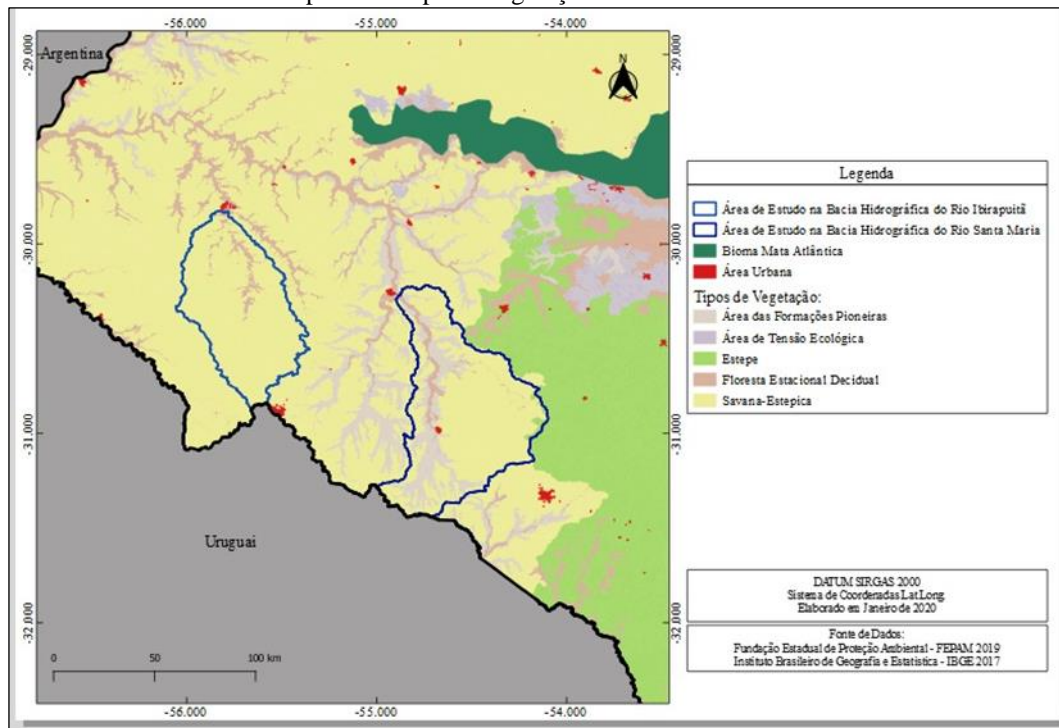 -56.000
-55.000
-54.000
-29.000
-29.000
Argentina
N
-30.000
-30.000
-31.000
-31.000
Uruguai
-32.000
-32.000
0
50
100 km
-56.000
-55.000
-54.000
Legenda
Área de Estudo na Bacia Hidrográfica do Rio Ibirapuitã
Área de Estudo na Bacia Hidrográfica do Rio Santa Maria
Bioma Mata Atlântica
Área Urbana
Tipos de Vegetação:
Área das Formações Pioneiras
Área de Tensão Ecológica
Estepe
Floresta Estacional Decidual
Savana-Estepica
DATUM SIRGAS 2000
Sistema de Coordenadas Lat.Long.
Elaborado em Janeiro de 2020
Fonte de Dados:
Fundação Estadual de Proteção Ambiental - FEPAM 2019
Instituto Brasileiro de Geografia e Estatística - IBGE 2017